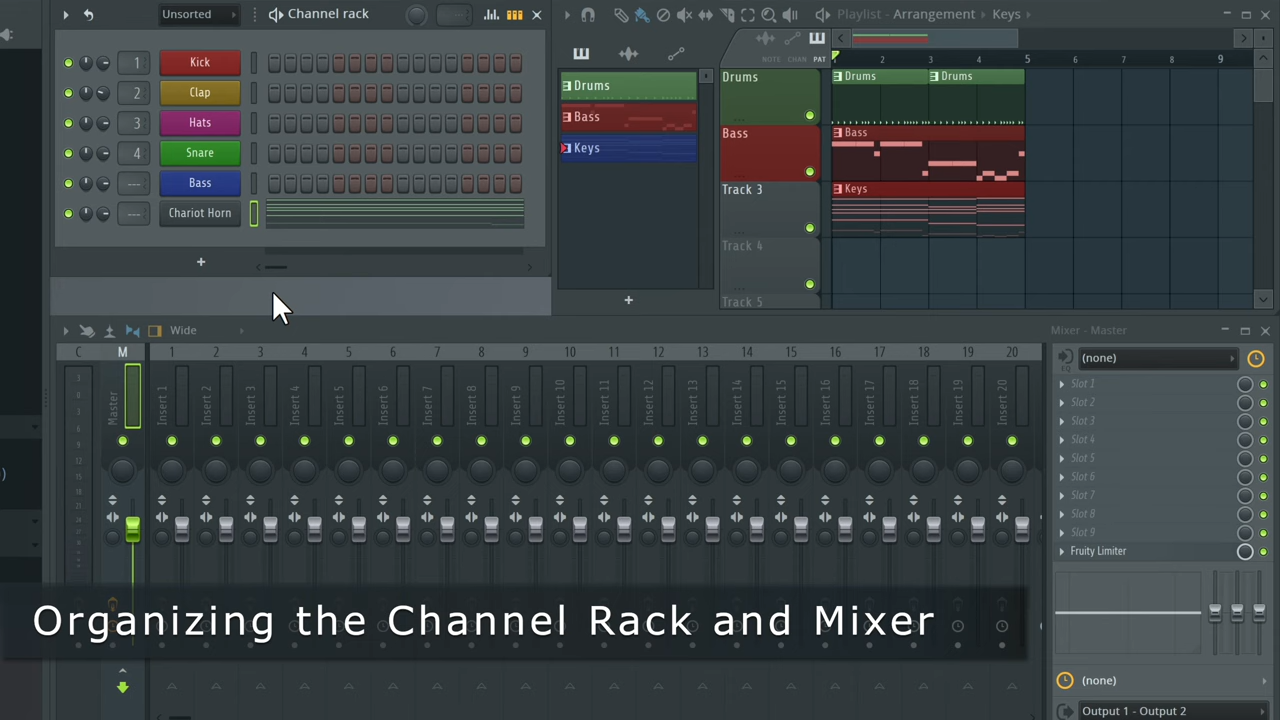 Unsorted
Channel rack
1 Kick
2 Clap
3 Hats
4 Snare
--- Bass
--- Chariot Horn
+
Playlist - Arrangement › Keys ›
NOTE CHAN PAT
2 3 4 5 6 7 8 9
Drums
Bass
Keys
+
Drums
Bass
Track 3
Track 4
Track 5
Drums
Drums
Bass
Keys
Wide
Mixer - Master
C M 1 2 3 4 5 6 7 8 9 10 11 12 13 14 15 16 17 18 19 20
Master
Insert 1
Insert 2
Insert 3
Insert 4
Insert 5
Insert 6
Insert 7
Insert 8
Insert 9
Insert 10
Insert 11
Insert 12
Insert 13
Insert 14
Insert 15
Insert 16
Insert 17
Insert 18
Insert 19
Insert 20
(none)
Slot 1
Slot 2
Slot 3
Slot 4
Slot 5
Slot 6
Slot 7
Slot 8
Slot 9
Fruity Limiter
(none)
Output 1 - Output 2
Organizing the Channel Rack and Mixer